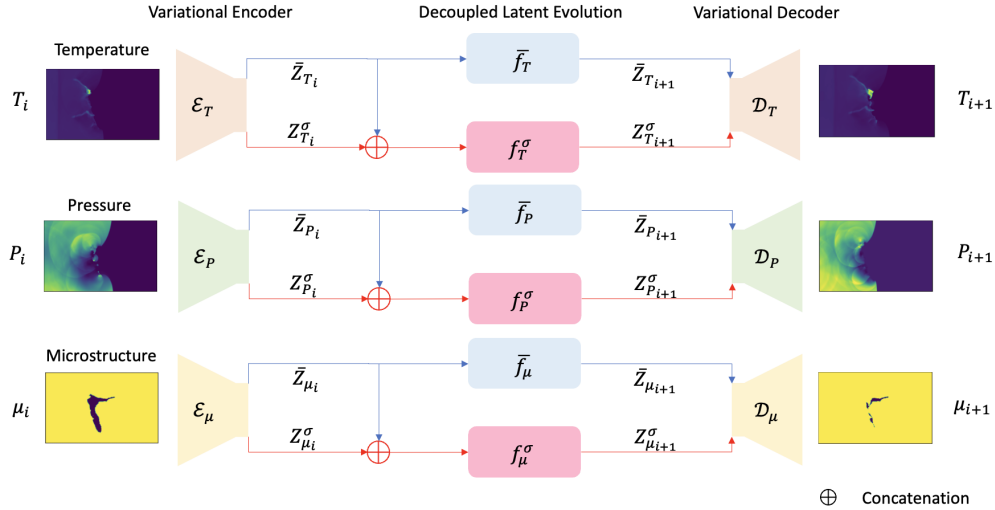 Variational Encoder Decoupled Latent Evolution Variational Decoder
Temperature
T_i ℰ_T Z̄_{T_i} f̄_T Z̄_{T_{i+1}} 𝒟_T T_{i+1}
Z^σ_{T_i} ⊕ f^σ_T Z^σ_{T_{i+1}}
Pressure
P_i ℰ_P Z̄_{P_i} f̄_P Z̄_{P_{i+1}} 𝒟_P P_{i+1}
Z^σ_{P_i} ⊕ f^σ_P Z^σ_{P_{i+1}}
Microstructure
μ_i ℰ_μ Z̄_{μ_i} f̄_μ Z̄_{μ_{i+1}} 𝒟_μ μ_{i+1}
Z^σ_{μ_i} ⊕ f^σ_μ Z^σ_{μ_{i+1}}
⊕ Concatenation